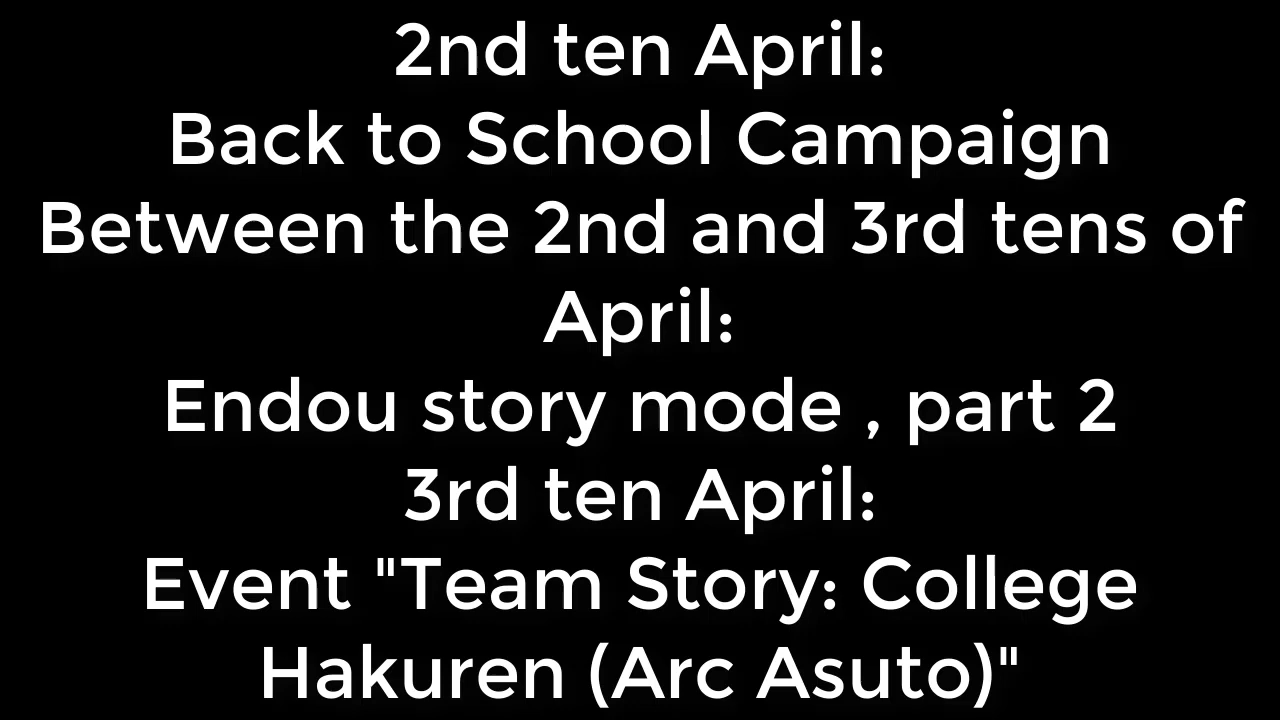 2nd ten April:
Back to School Campaign
Between the 2nd and 3rd tens of
April:
Endou story mode , part 2
3rd ten April:
Event "Team Story: College
Hakuren (Arc Asuto)"